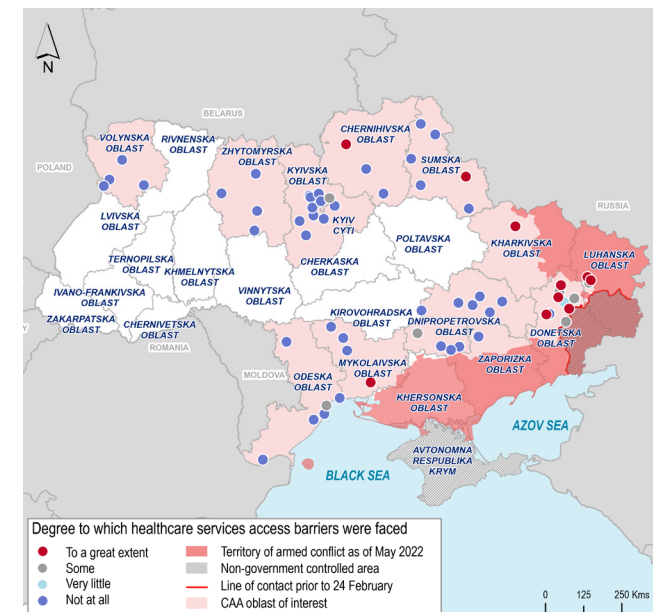 N
BELARUS
POLAND
RUSSIA
MOLDOVA
ROMANIA
VOLYNSKA
OBLAST
RIVNENSKA
OBLAST
ZHYTOMYRSKA
OBLAST
KYIVSKA
OBLAST
CHERNIHIVSKA
OBLAST
SUMSKA
OBLAST
KYIV
CYTI
LVIVSKA
OBLAST
TERNOPILSKA
OBLAST
KHMELNYTSKA
OBLAST
CHERKASKA
OBLAST
POLTAVSKA
OBLAST
KHARKIVSKA
OBLAST
LUHANSKA
OBLAST
IVANO-FRANKIVSKA
OBLAST
ZAKARPATSKA
OBLAST
CHERNIVETSKA
OBLAST
VINNYTSKA
OBLAST
KIROVOHRADSKA
OBLAST
DNIPROPETROVSKA
OBLAST
DONETSKA
OBLAST
ODESKA
OBLAST
MYKOLAIVSKA
OBLAST
ZAPORIZKA
OBLAST
KHERSONSKA
OBLAST
AVTONOMNA
RESPUBLIKA
KRYM
AZOV SEA
BLACK SEA
Degree to which healthcare services access barriers were faced
To a great extent
Some
Very little
Not at all
Territory of armed conflict as of May 2022
Non-government controlled area
Line of contact prior to 24 February
CAA oblast of interest
0 125 250 Kms